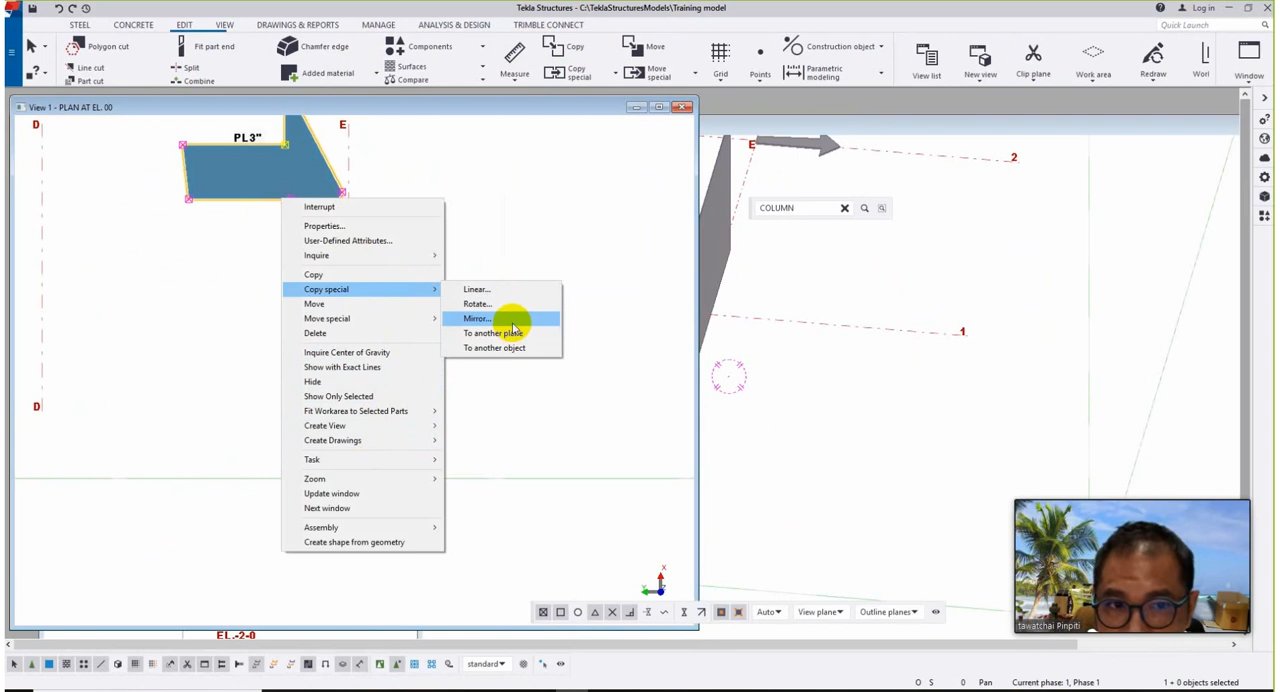 Tekla Structures - C:\TeklaStructuresModels\Training model
Log in
STEEL CONCRETE EDIT VIEW DRAWINGS & REPORTS MANAGE ANALYSIS & DESIGN TRIMBLE CONNECT
Quick Launch
Polygon cut
Line cut
Part cut
Fit part end
Split
Combine
Chamfer edge
Added material
Components
Surfaces
Compare
Measure
Copy
Copy special
Move
Move special
Grid
Points
Construction object
Parametric modeling
View list
New view
Clip plane
Work area
Redraw
Worl
Window
View 1 - PLAN AT EL. 00
D
E
PL3"
D
Interrupt
Properties...
User-Defined Attributes...
Inquire
Copy
Copy special
Move
Move special
Delete
Inquire Center of Gravity
Show with Exact Lines
Hide
Show Only Selected
Fit Workarea to Selected Parts
Create View
Create Drawings
Task
Zoom
Update window
Next window
Assembly
Create shape from geometry
Linear...
Rotate...
Mirror...
To another plane
To another object
E
2
COLUMN
1
X
Y
Z
EL.-2-0
Auto
View plane
Outline planes
tawatchai Pinpiti
standard
O S 0 Pan Current phase: 1, Phase 1 1 + 0 objects selected